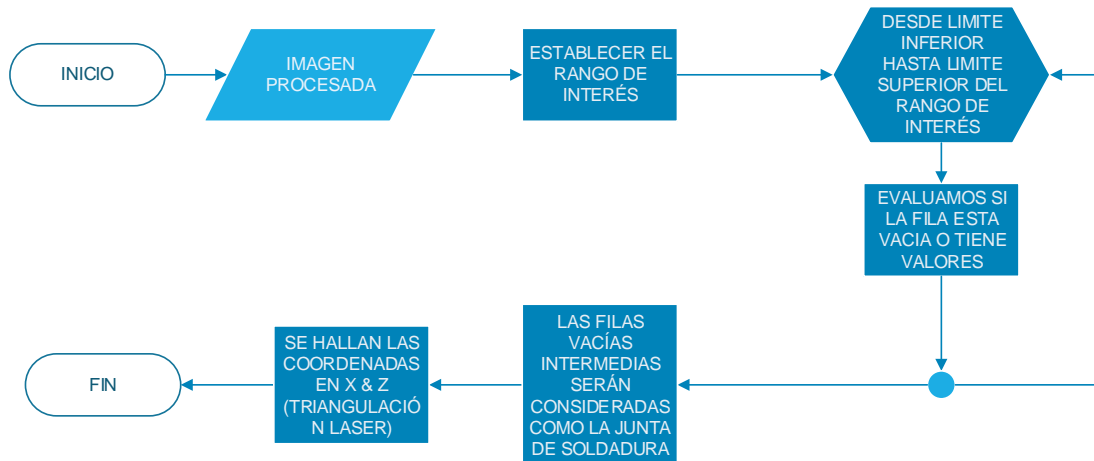 INICIO
IMAGEN
PROCESADA
ESTABLECER EL
RANGO DE
INTERÉS
DESDE LIMITE
INFERIOR
HASTA LIMITE
SUPERIOR DEL
RANGO DE
INTERÉS
EVALUAMOS SI
LA FILA ESTA
VACIA O TIENE
VALORES
LAS FILAS
VACÍAS
INTERMEDIAS
SERÁN
CONSIDERADAS
COMO LA JUNTA
DE SOLDADURA
SE HALLAN LAS
COORDENADAS
EN X & Z
(TRIANGULACIÓ
N LASER)
FIN